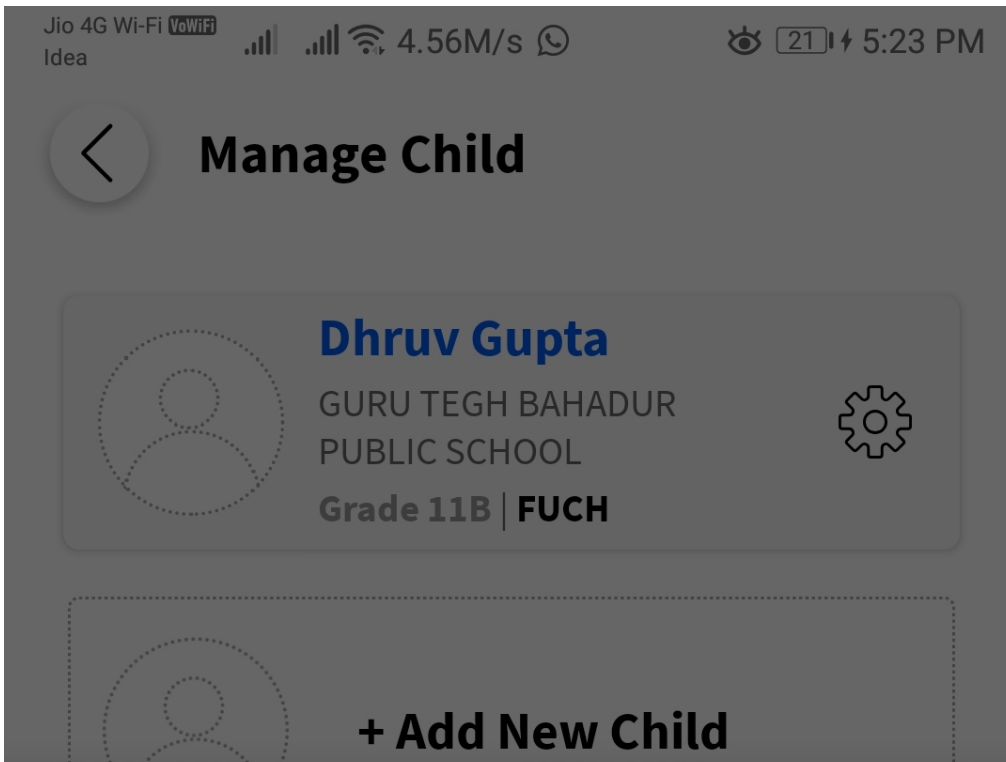 Jio 4G Wi-Fi VoWiFi
Idea
4.56M/s
21 5:23 PM
Manage Child
Dhruv Gupta
GURU TEGH BAHADUR
PUBLIC SCHOOL
Grade 11B | FUCH
+ Add New Child